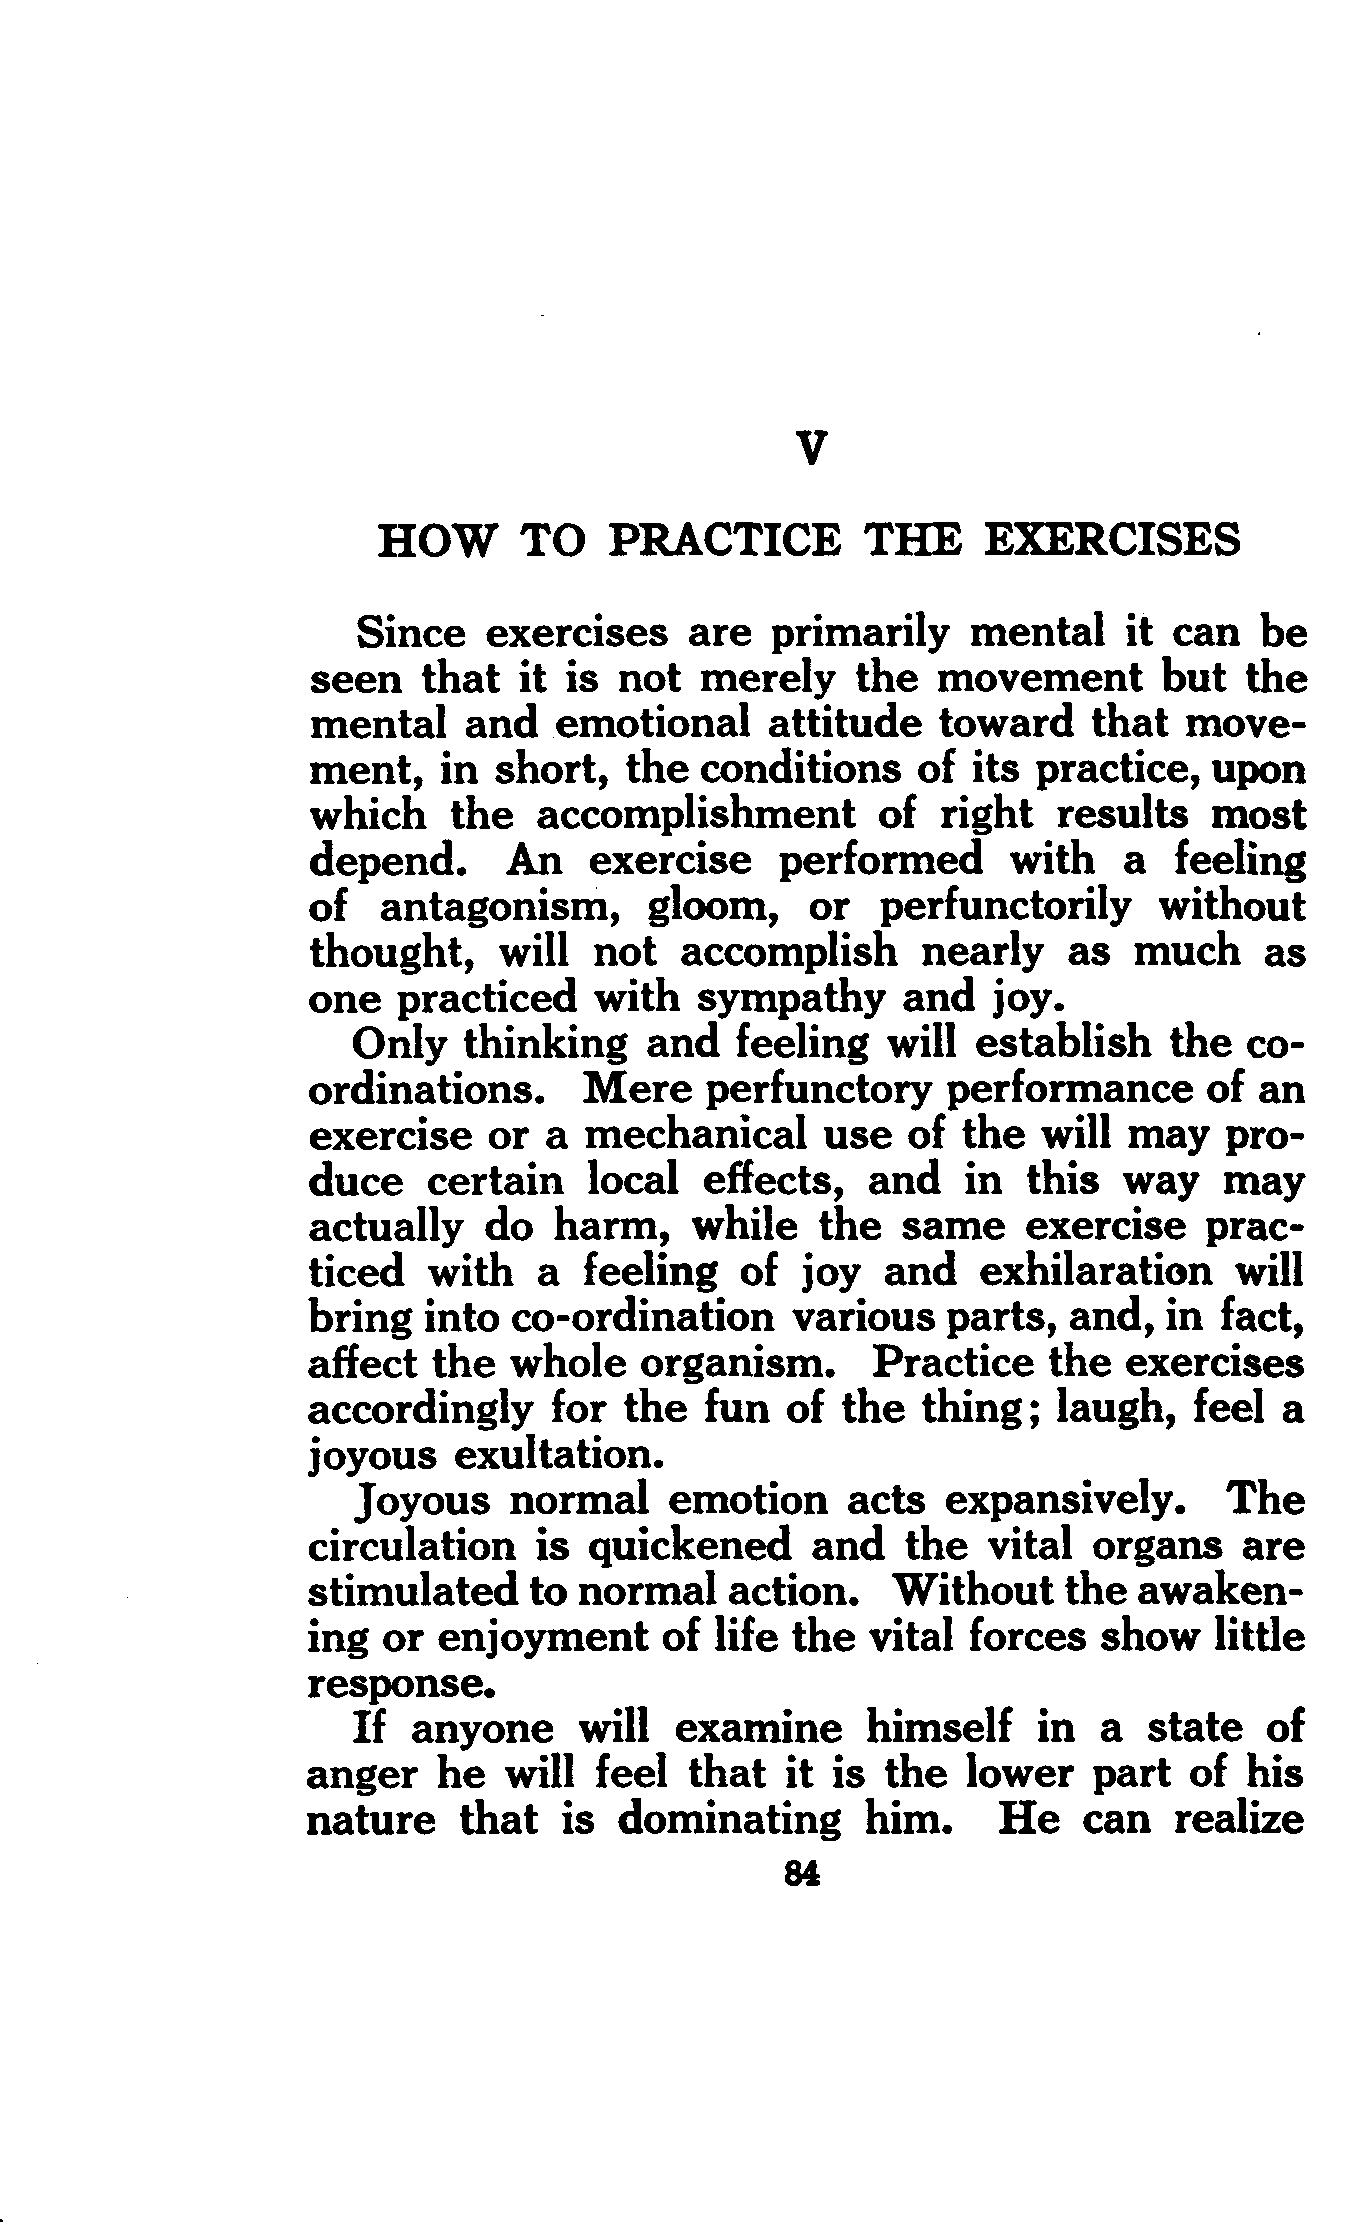 V
HOW TO PRACTICE THE EXERCISES
Since exercises are primarily mental it can be
seen that it is not merely the movement but the
mental and emotional attitude toward that move-
ment, in short, the conditions of its practice, upon
which the accomplishment of right results most
depend. An exercise performed with a feeling
of antagonism, gloom, or perfunctorily without
thought, will not accomplish nearly as much as
one practiced with sympathy and joy.
Only thinking and feeling will establish the co-
ordinations. Mere perfunctory performance of an
exercise or a mechanical use of the will may pro-
duce certain local effects, and in this way may
actually do harm, while the same exercise prac-
ticed with a feeling of joy and exhilaration will
bring into co-ordination various parts, and, in fact,
affect the whole organism. Practice the exercises
accordingly for the fun of the thing; laugh, feel a
joyous exultation.
Joyous normal emotion acts expansively. The
circulation is quickened and the vital organs are
stimulated to normal action. Without the awaken-
ing or enjoyment of life the vital forces show little
response.
If anyone will examine himself in a state of
anger he will feel that it is the lower part of his
nature that is dominating him. He can realize
84